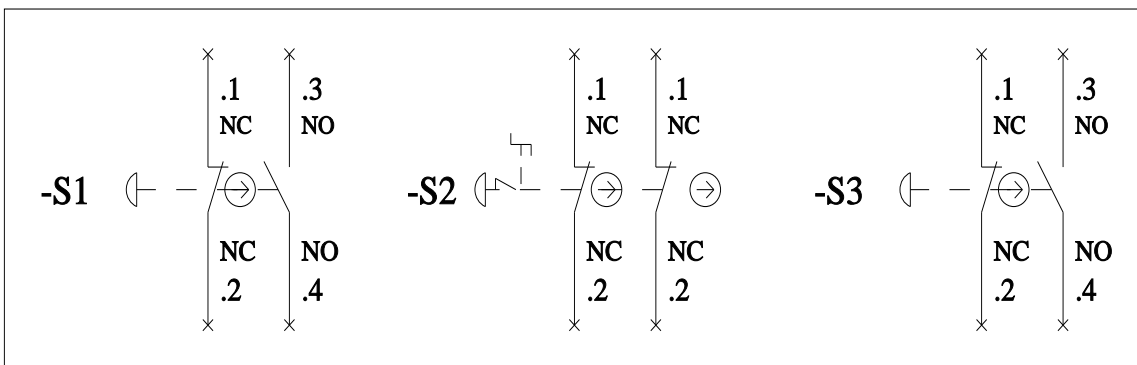 .1 .3 .1 .1 .1 .3
NC NO NC NC NC NO
-S1 -S2 -S3
NC NO NC NC NC NO
.2 .4 .2 .2 .2 .4